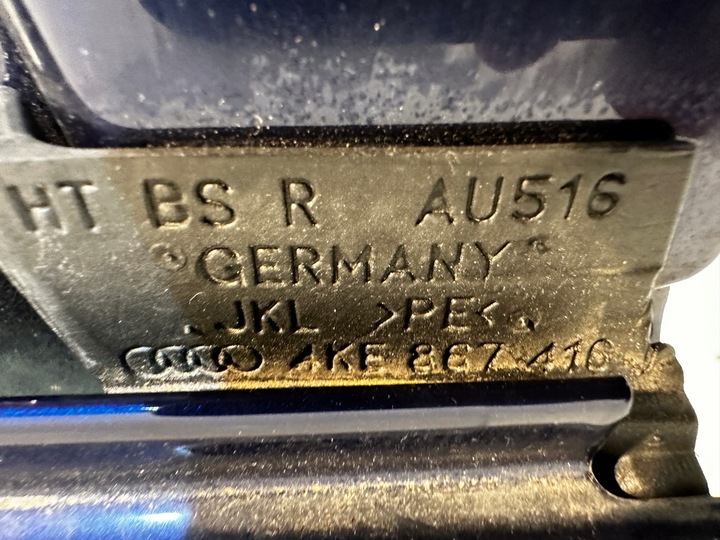 HT BS R AU516
GERMANY
JKL >PE<
4KE 867 416